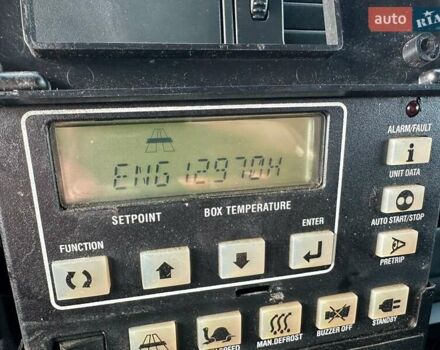 auto RIA
ALARM/FAULT
ENG 12970H
UNIT DATA
SETPOINT BOX TEMPERATURE
AUTO START/STOP
FUNCTION ENTER
PRETRIP
MAN.DEFROST BUZZER OFF STANDBY